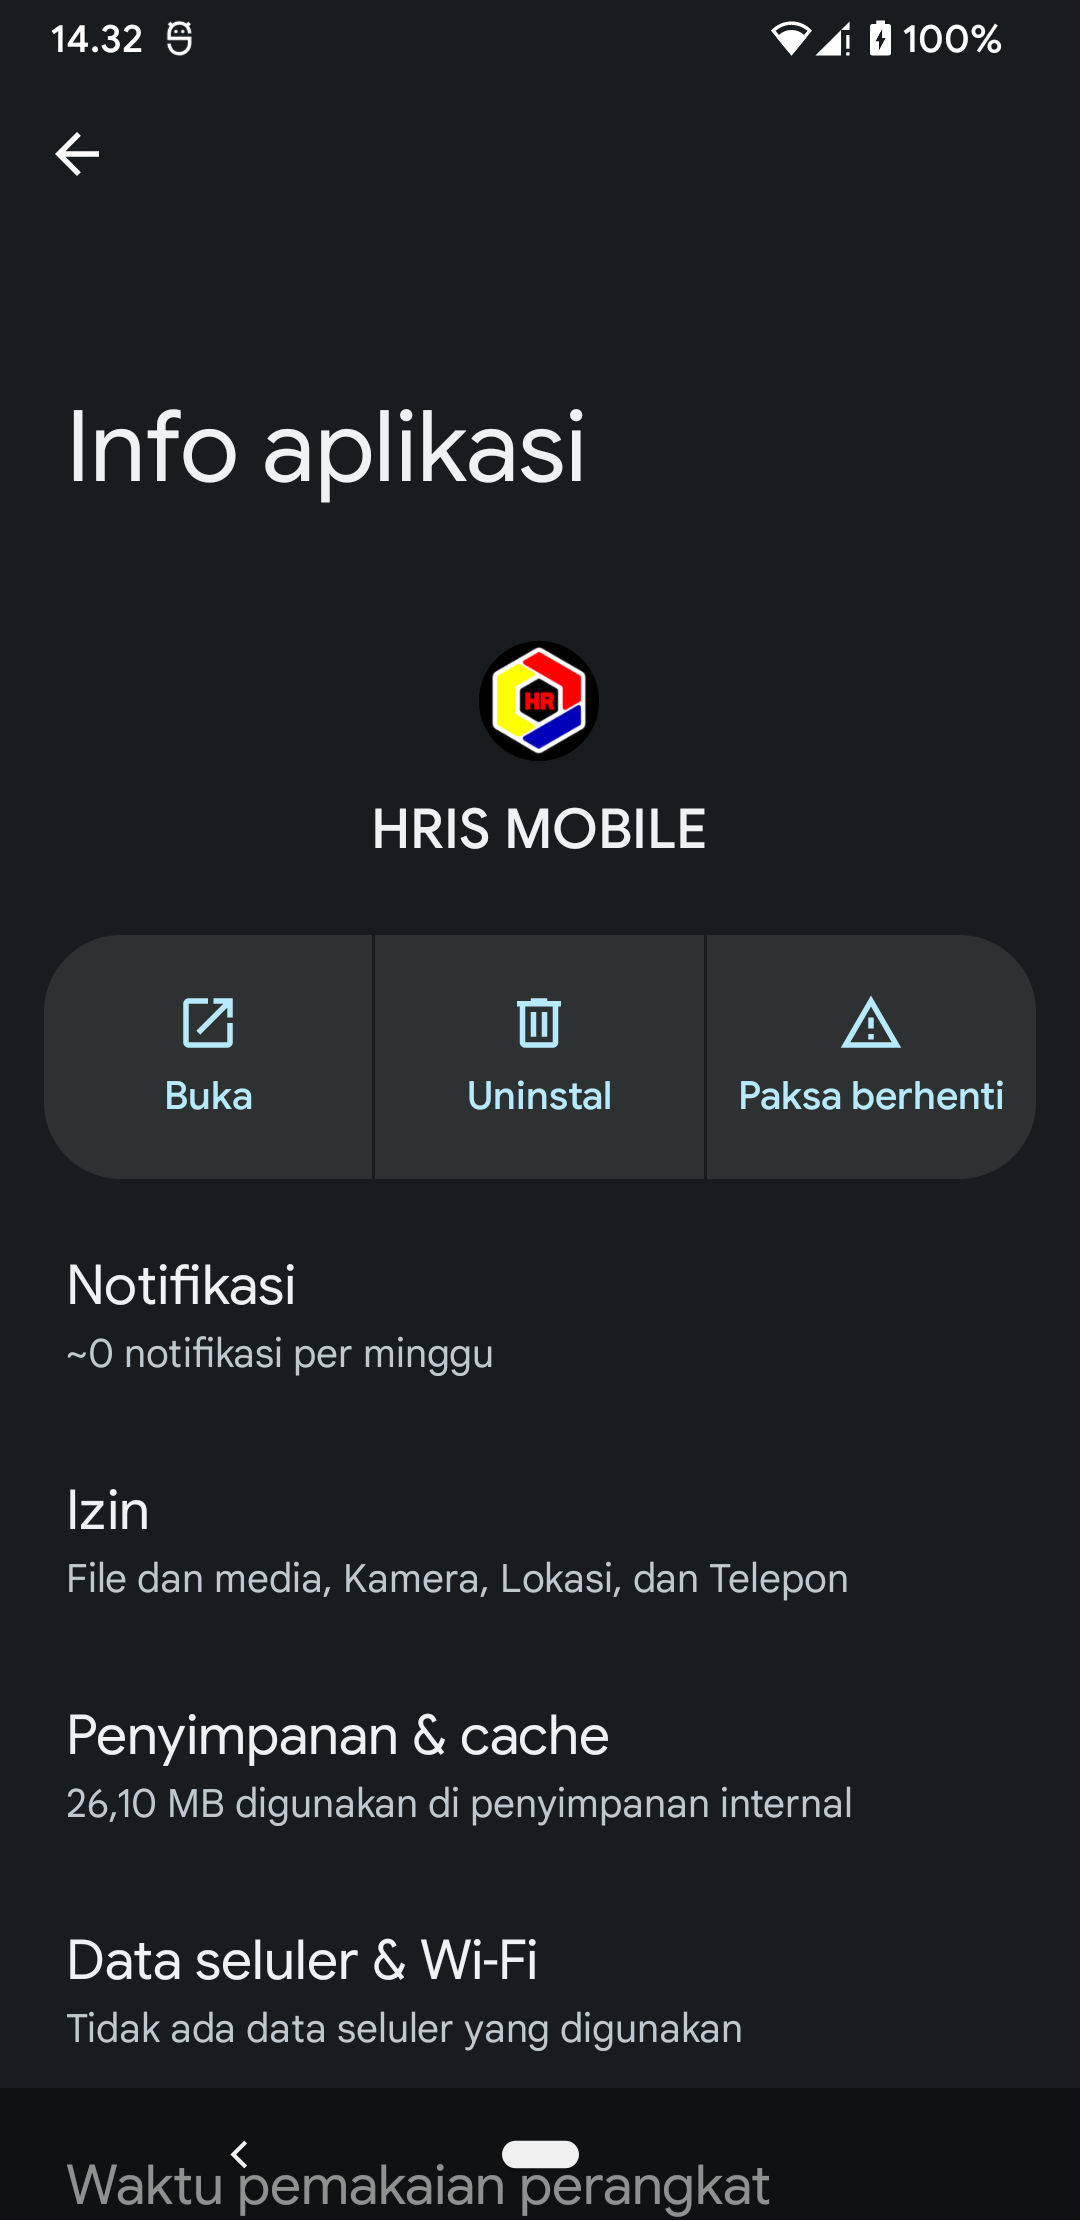 14.32
100%
Info aplikasi
HR
HRIS MOBILE
Buka
Uninstal
Paksa berhenti
Notifikasi
~0 notifikasi per minggu
Izin
File dan media, Kamera, Lokasi, dan Telepon
Penyimpanan & cache
26,10 MB digunakan di penyimpanan internal
Data seluler & Wi-Fi
Tidak ada data seluler yang digunakan
Waktu pemakaian perangkat